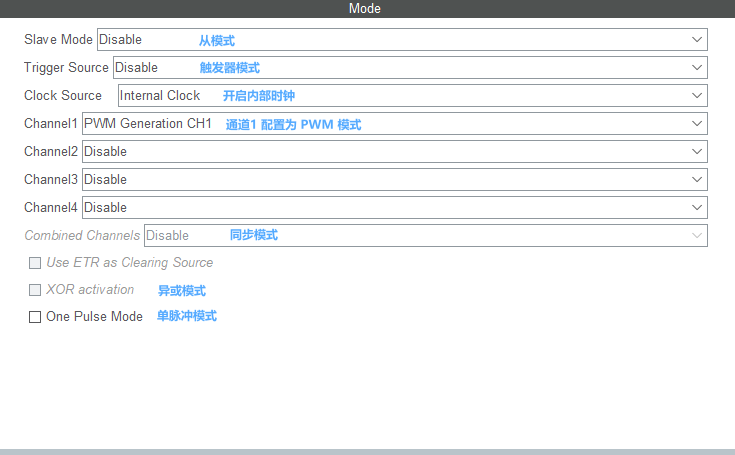 Mode
Slave Mode Disable 从模式
Trigger Source Disable 触发器模式
Clock Source Internal Clock 开启内部时钟
Channel1 PWM Generation CH1 通道1 配置为 PWM 模式
Channel2 Disable
Channel3 Disable
Channel4 Disable
Combined Channels Disable 同步模式
Use ETR as Clearing Source
XOR activation 异或模式
One Pulse Mode 单脉冲模式